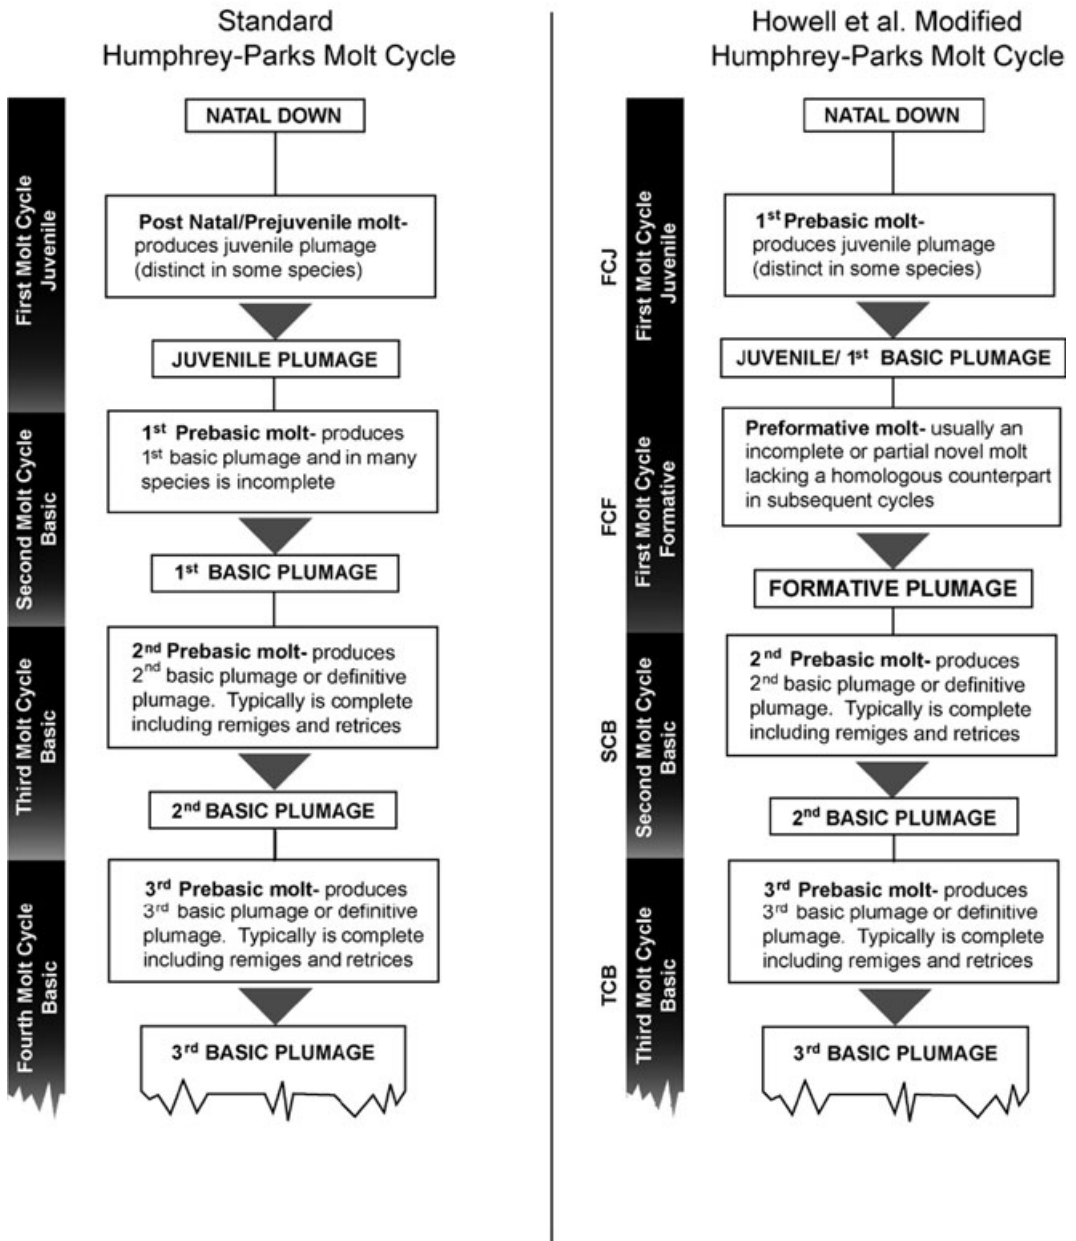 Standard
Humphrey-Parks Molt Cycle
First Molt Cycle
Juvenile
Second Molt Cycle
Basic
Third Molt Cycle
Basic
Fourth Molt Cycle
Basic
NATAL DOWN
Post Natal/Prejuvenile molt-
produces juvenile plumage
(distinct in some species)
JUVENILE PLUMAGE
1st Prebasic molt- produces
1st basic plumage and in many
species is incomplete
1st BASIC PLUMAGE
2nd Prebasic molt- produces
2nd basic plumage or definitive
plumage. Typically is complete
including remiges and retrices
2nd BASIC PLUMAGE
3rd Prebasic molt- produces
3rd basic plumage or definitive
plumage. Typically is complete
including remiges and retrices
3rd BASIC PLUMAGE
Howell et al. Modified
Humphrey-Parks Molt Cycle
FCJ
First Molt Cycle
Juvenile
FCF
First Molt Cycle
Formative
SCB
Second Molt Cycle
Basic
TCB
Third Molt Cycle
Basic
NATAL DOWN
1st Prebasic molt-
produces juvenile plumage
(distinct in some species)
JUVENILE/ 1st BASIC PLUMAGE
Preformative molt- usually an
incomplete or partial novel molt
lacking a homologous counterpart
in subsequent cycles
FORMATIVE PLUMAGE
2nd Prebasic molt- produces
2nd basic plumage or definitive
plumage. Typically is complete
including remiges and retrices
2nd BASIC PLUMAGE
3rd Prebasic molt- produces
3rd basic plumage or definitive
plumage. Typically is complete
including remiges and retrices
3rd BASIC PLUMAGE